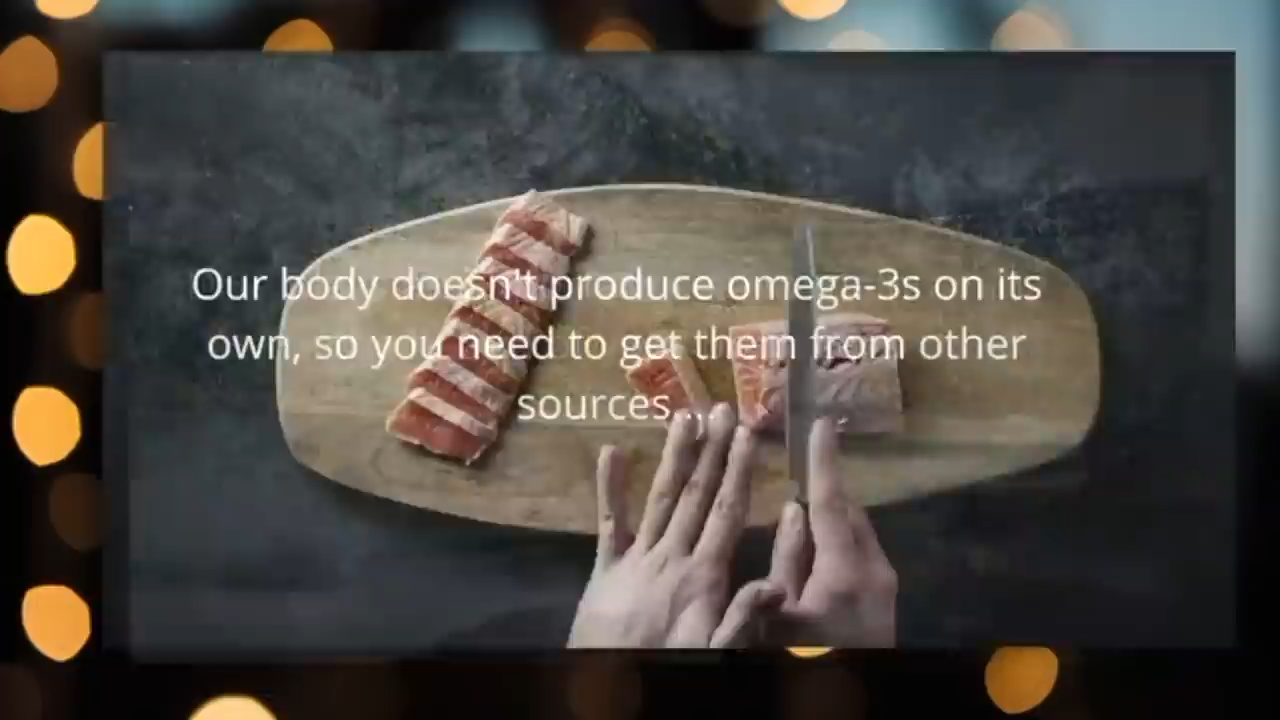 Our body doesn't produce omega-3s on its
own, so you need to get them from other
sources....